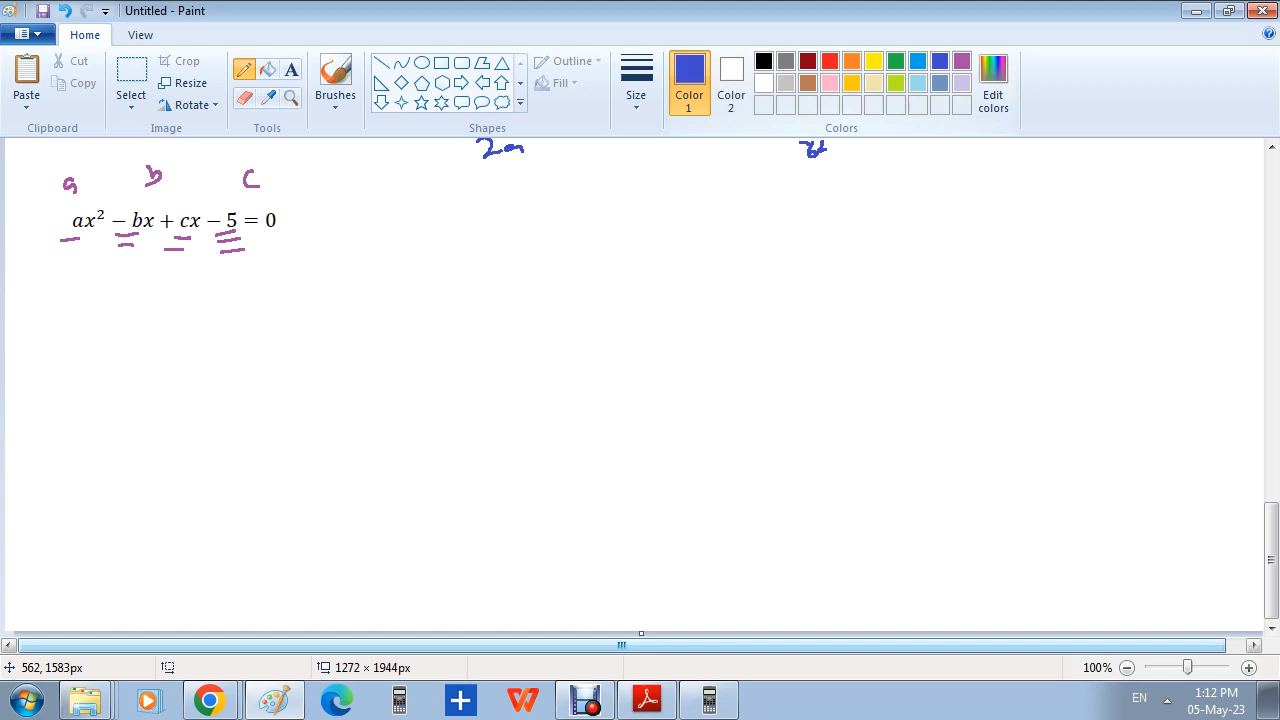 Untitled - Paint
Home View
Paste Cut Copy Clipboard
Select Crop Resize Rotate Image
Tools
Brushes
Outline Fill Shapes
Size
Color 1 Color 2 Edit colors Colors
2a
a b c
ax² − bx + cx − 5 = 0
562, 1583px 1272 × 1944px 100%
EN 1:12 PM
05-May-23